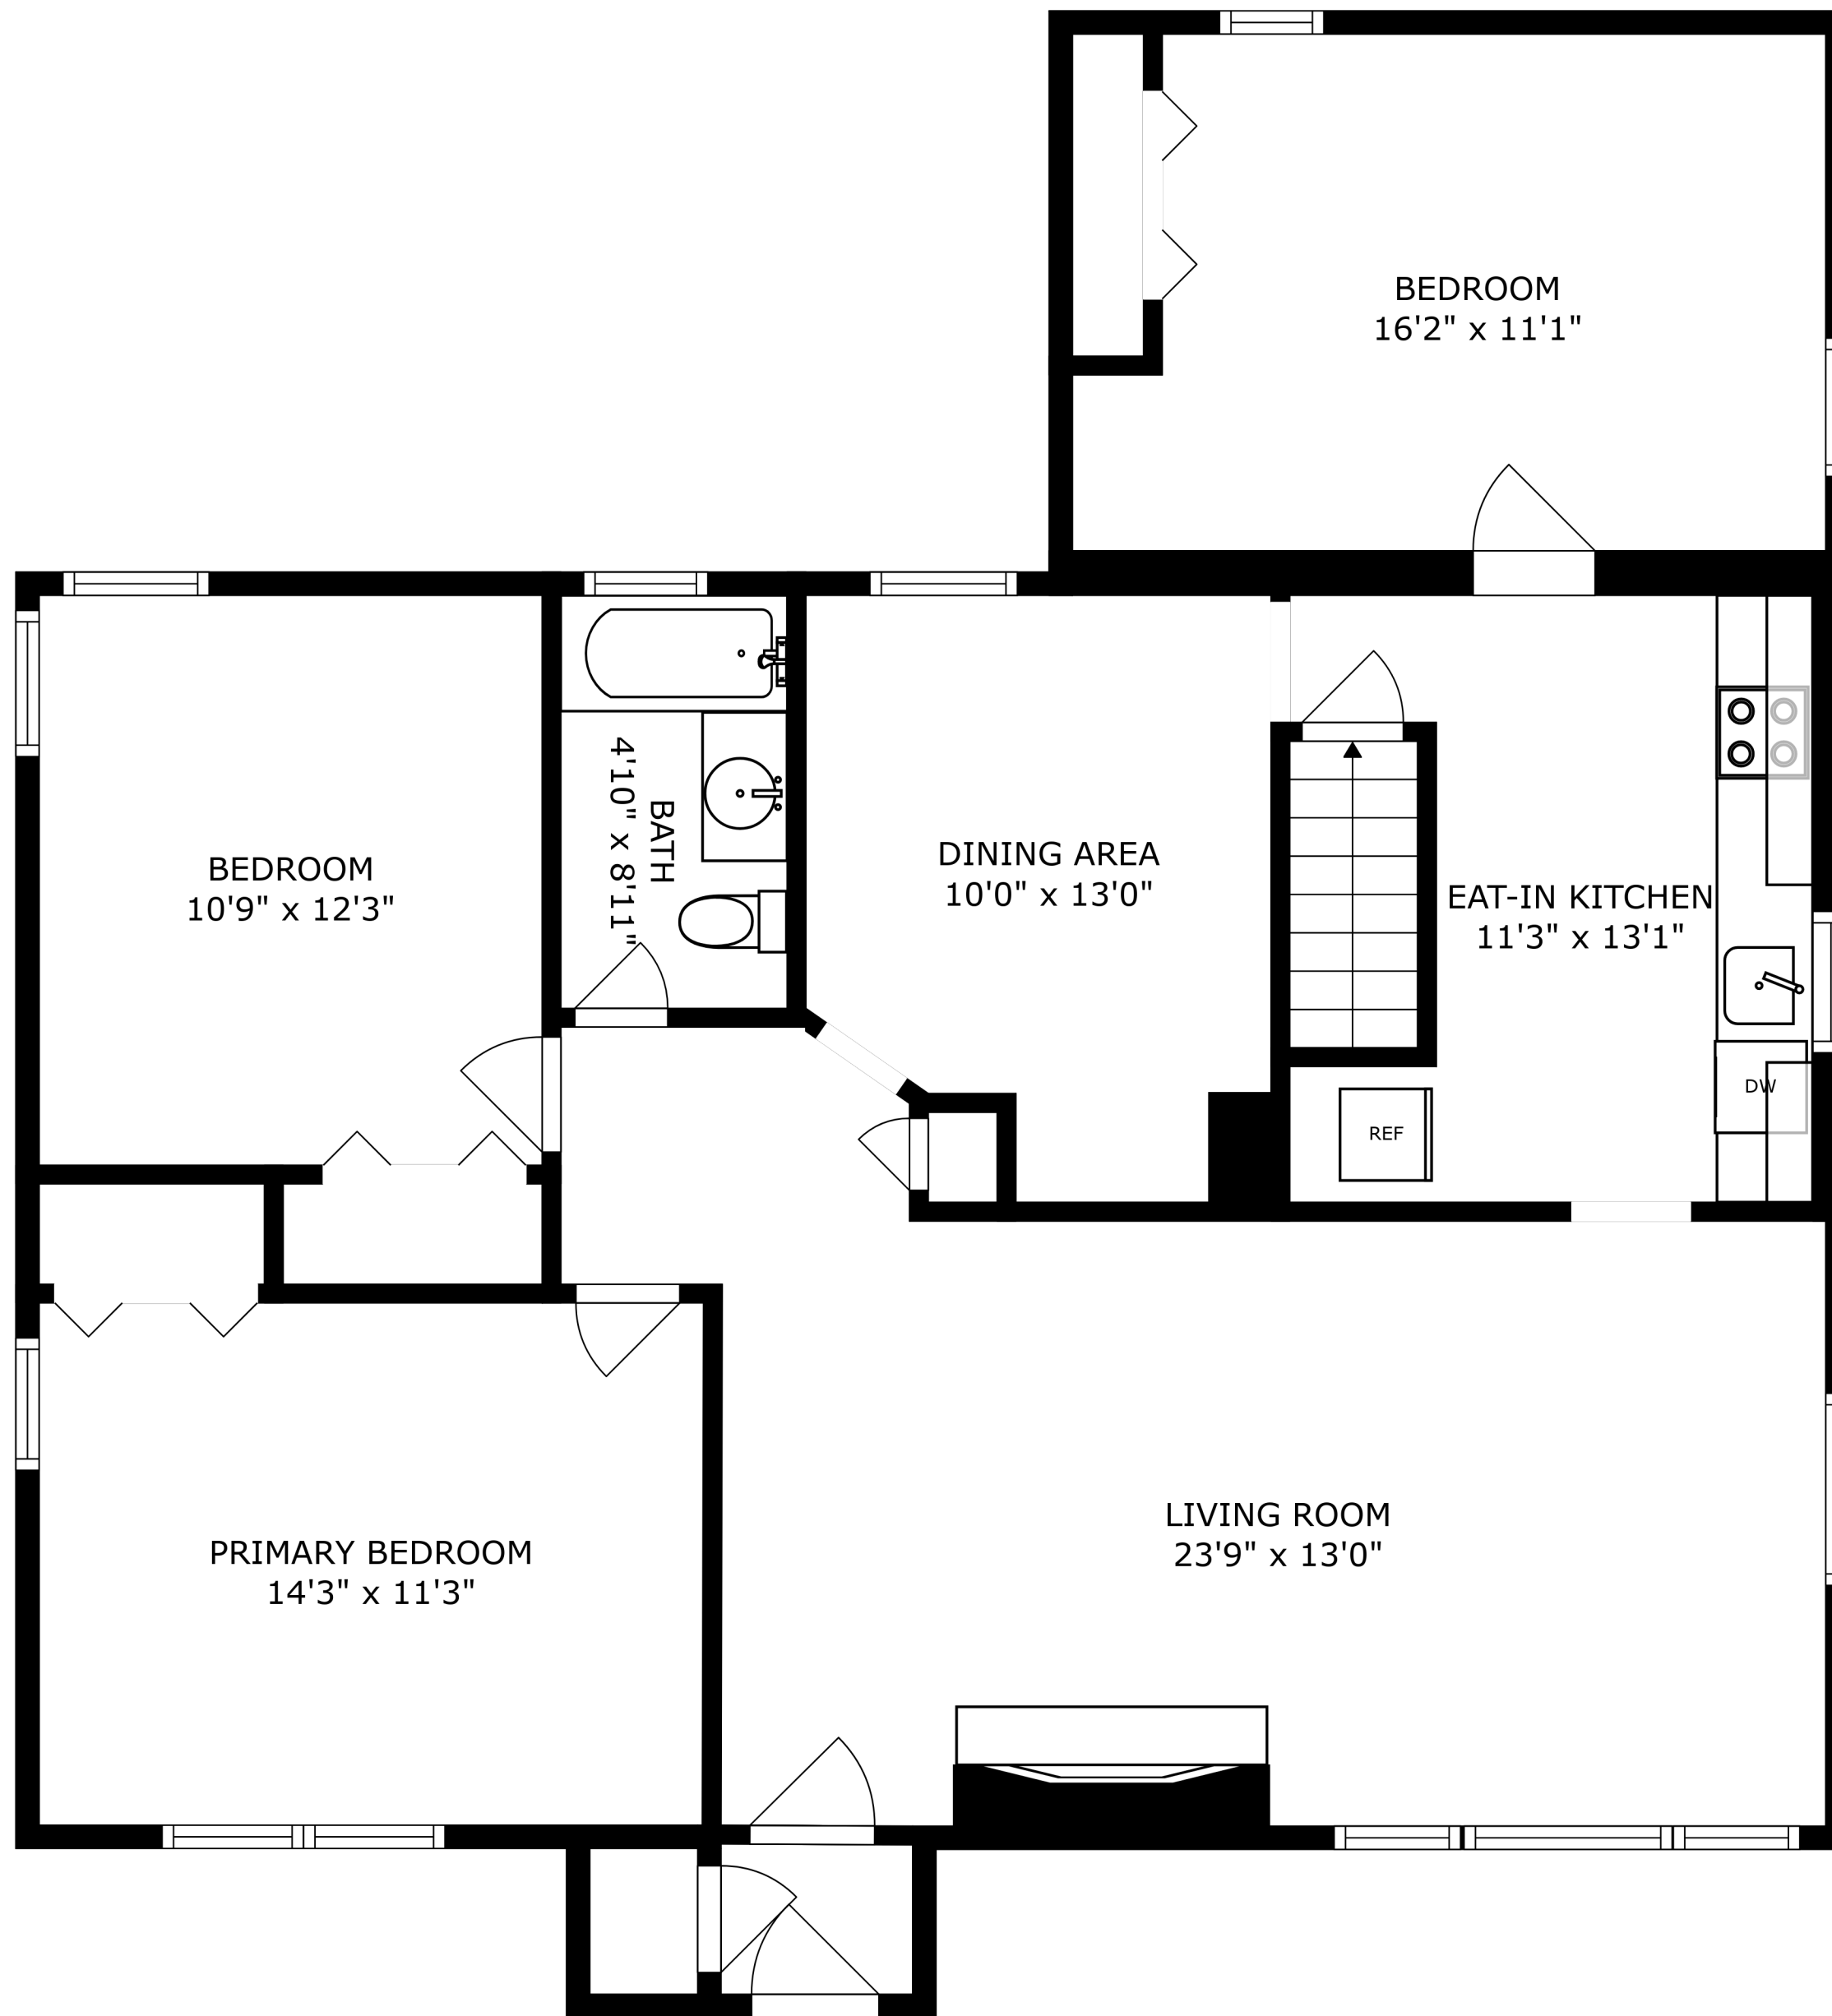 BEDROOM
16'2" x 11'1"
BEDROOM
10'9" x 12'3"
BATH
4'10" x 8'11"
DINING AREA
10'0" x 13'0"
EAT-IN KITCHEN
11'3" x 13'1"
DW
REF
PRIMARY BEDROOM
14'3" x 11'3"
LIVING ROOM
23'9" x 13'0"